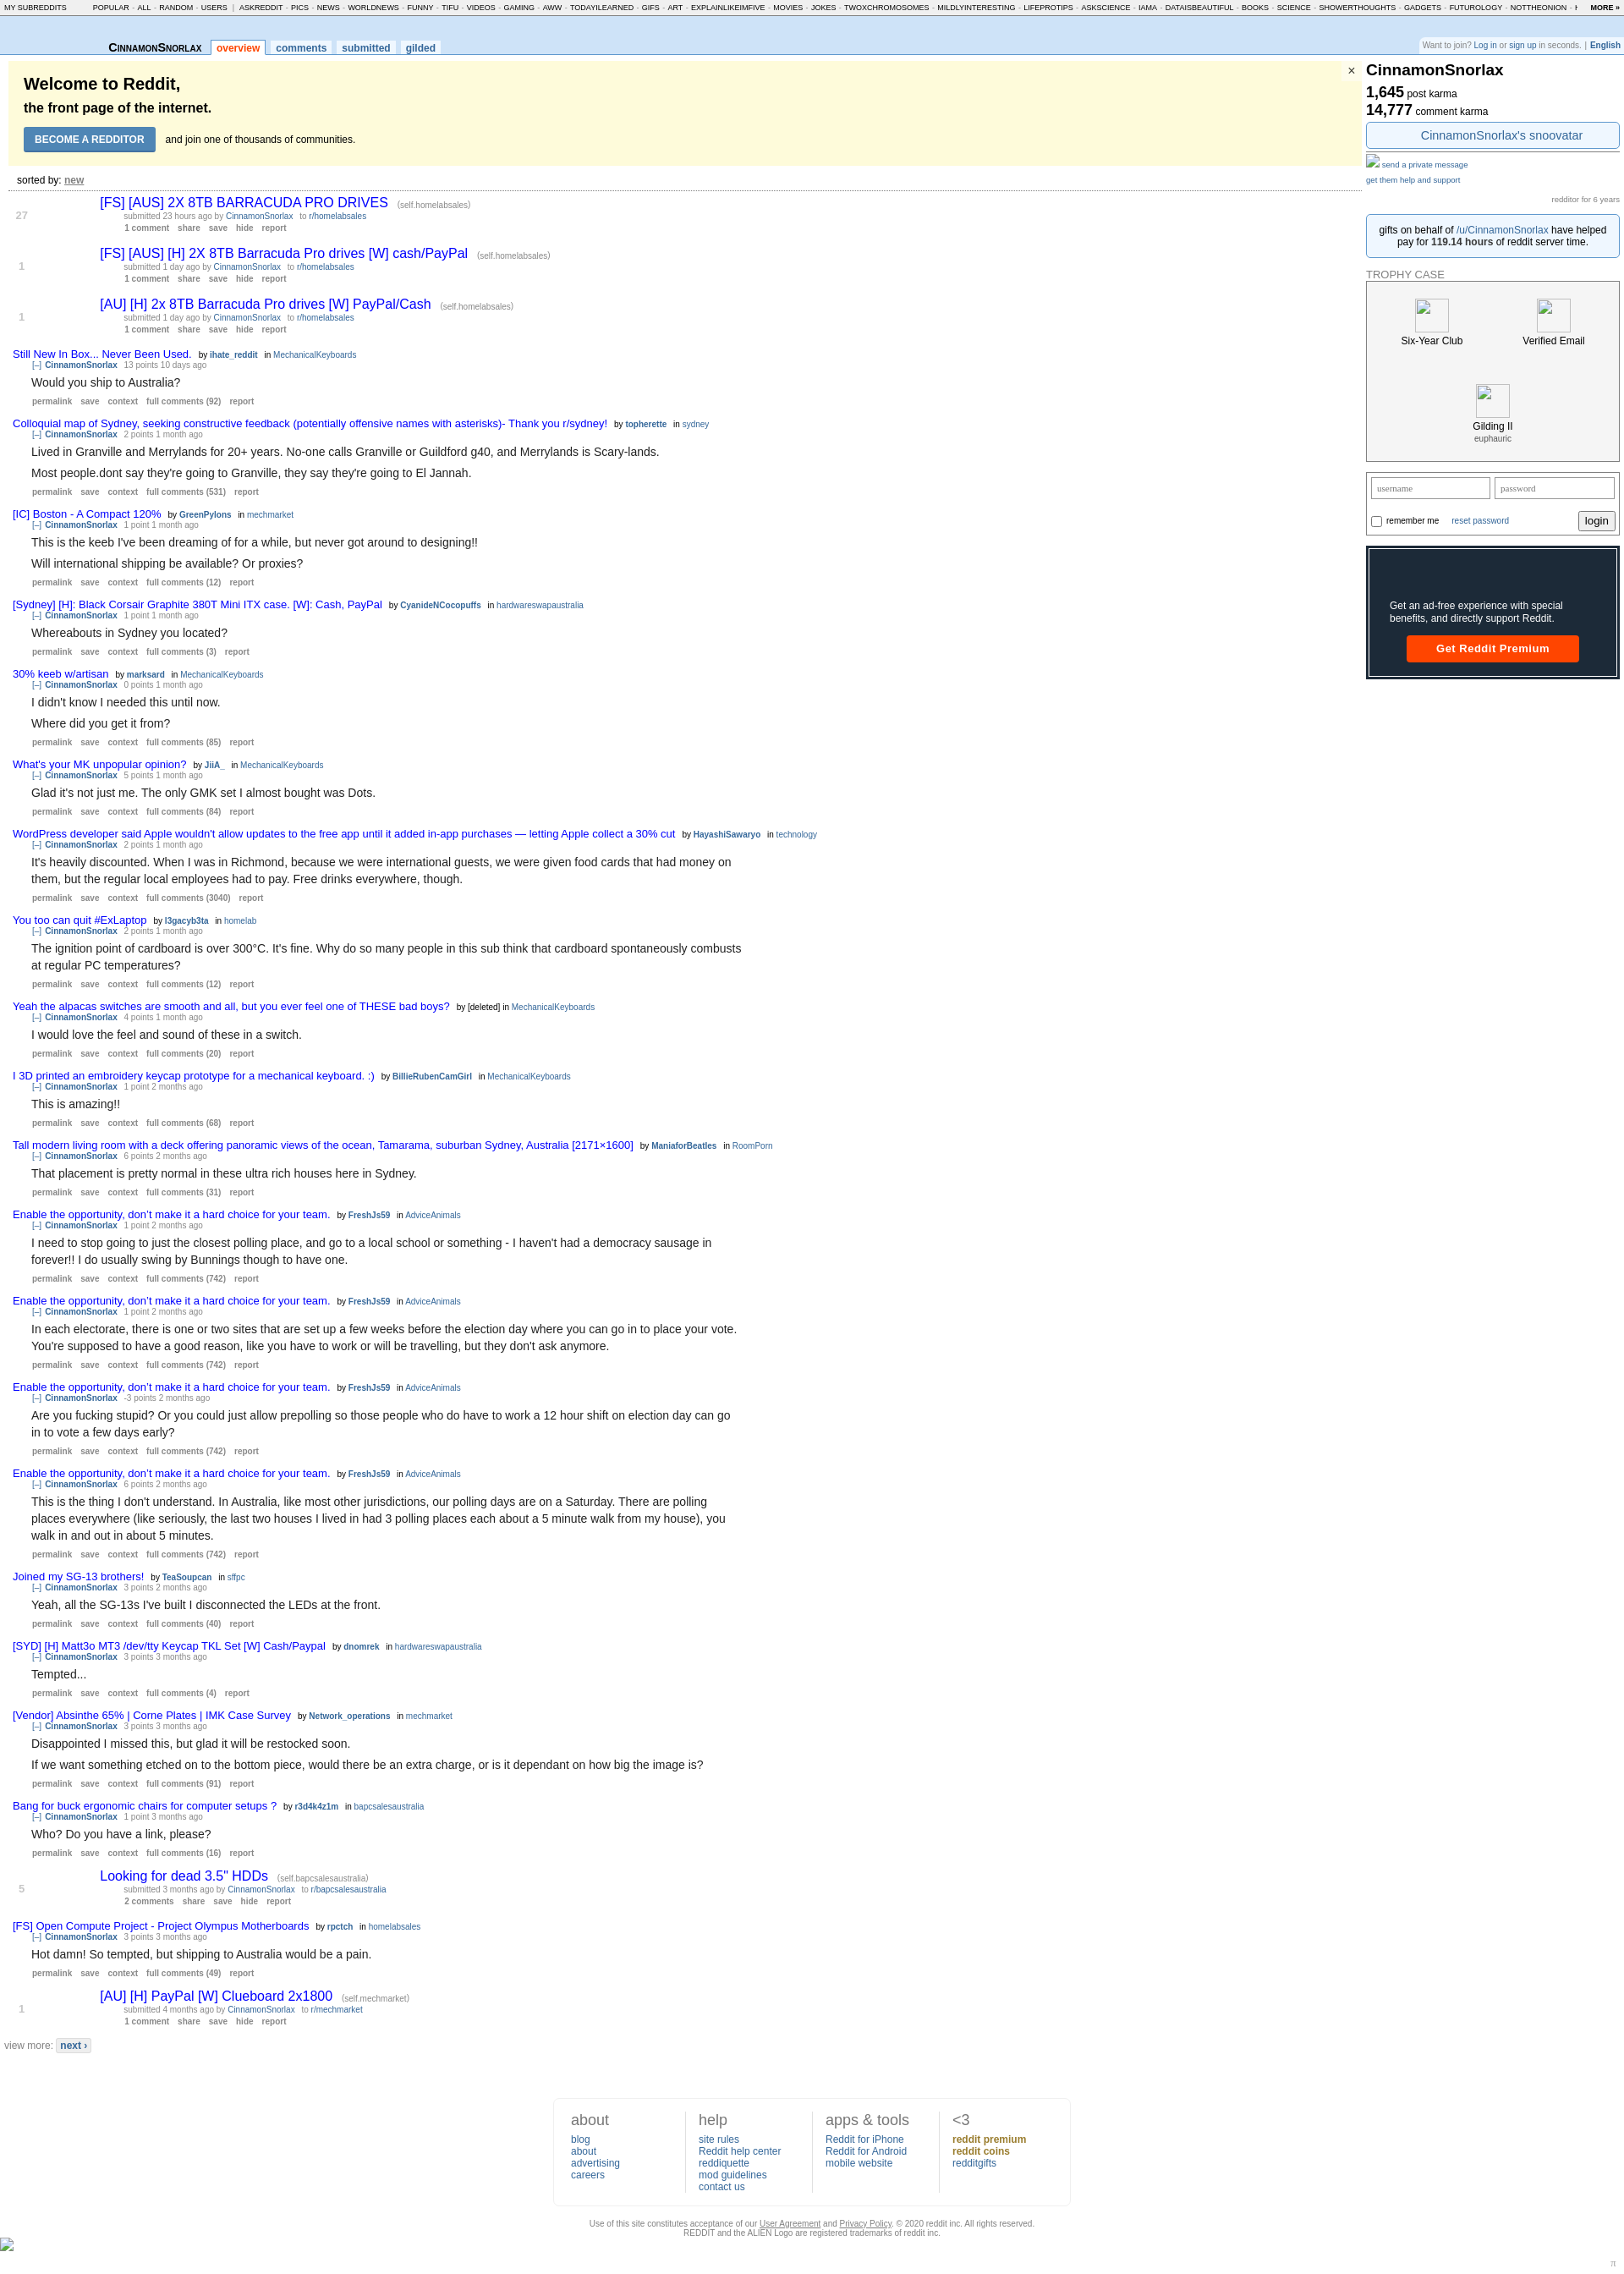 MY SUBREDDITS POPULAR - ALL - RANDOM - USERS | ASKREDDIT - PICS - NEWS - WORLDNEWS - FUNNY - TIFU - VIDEOS - GAMING - AWW - TODAYILEARNED - GIFS - ART - EXPLAINLIKEIMFIVE - MOVIES - JOKES - TWOXCHROMOSOMES - MILDLYINTERESTING - LIFEPROTIPS - ASKSCIENCE - IAMA - DATAISBEAUTIFUL - BOOKS - SCIENCE - SHOWERTHOUGHTS - GADGETS - FUTUROLOGY - NOTTHEONION - MORE »
CinnamonSnorlax overview comments submitted gilded
Want to join? Log in or sign up in seconds. | English
×
Welcome to Reddit,
the front page of the internet.
BECOME A REDDITOR and join one of thousands of communities.
sorted by: new
27
[FS] [AUS] 2X 8TB BARRACUDA PRO DRIVES (self.homelabsales)
submitted 23 hours ago by CinnamonSnorlax to r/homelabsales
1 comment share save hide report
1
[FS] [AUS] [H] 2X 8TB Barracuda Pro drives [W] cash/PayPal (self.homelabsales)
submitted 1 day ago by CinnamonSnorlax to r/homelabsales
1 comment share save hide report
1
[AU] [H] 2x 8TB Barracuda Pro drives [W] PayPal/Cash (self.homelabsales)
submitted 1 day ago by CinnamonSnorlax to r/homelabsales
1 comment share save hide report
Still New In Box... Never Been Used. by ihate_reddit in MechanicalKeyboards
[–] CinnamonSnorlax 13 points 10 days ago
Would you ship to Australia?
permalink save context full comments (92) report
Colloquial map of Sydney, seeking constructive feedback (potentially offensive names with asterisks)- Thank you r/sydney! by topherette in sydney
[–] CinnamonSnorlax 2 points 1 month ago
Lived in Granville and Merrylands for 20+ years. No-one calls Granville or Guildford g40, and Merrylands is Scary-lands.
Most people.dont say they're going to Granville, they say they're going to El Jannah.
permalink save context full comments (531) report
[IC] Boston - A Compact 120% by GreenPylons in mechmarket
[–] CinnamonSnorlax 1 point 1 month ago
This is the keeb I've been dreaming of for a while, but never got around to designing!!
Will international shipping be available? Or proxies?
permalink save context full comments (12) report
[Sydney] [H]: Black Corsair Graphite 380T Mini ITX case. [W]: Cash, PayPal by CyanideNCocopuffs in hardwareswapaustralia
[–] CinnamonSnorlax 1 point 1 month ago
Whereabouts in Sydney you located?
permalink save context full comments (3) report
30% keeb w/artisan by marksard in MechanicalKeyboards
[–] CinnamonSnorlax 0 points 1 month ago
I didn't know I needed this until now.
Where did you get it from?
permalink save context full comments (85) report
What's your MK unpopular opinion? by JiiA_ in MechanicalKeyboards
[–] CinnamonSnorlax 5 points 1 month ago
Glad it's not just me. The only GMK set I almost bought was Dots.
permalink save context full comments (84) report
WordPress developer said Apple wouldn't allow updates to the free app until it added in-app purchases — letting Apple collect a 30% cut by HayashiSawaryo in technology
[–] CinnamonSnorlax 2 points 1 month ago
It's heavily discounted. When I was in Richmond, because we were international guests, we were given food cards that had money on
them, but the regular local employees had to pay. Free drinks everywhere, though.
permalink save context full comments (3040) report
You too can quit #ExLaptop by l3gacyb3ta in homelab
[–] CinnamonSnorlax 2 points 1 month ago
The ignition point of cardboard is over 300°C. It's fine. Why do so many people in this sub think that cardboard spontaneously combusts
at regular PC temperatures?
permalink save context full comments (12) report
Yeah the alpacas switches are smooth and all, but you ever feel one of THESE bad boys? by [deleted] in MechanicalKeyboards
[–] CinnamonSnorlax 4 points 1 month ago
I would love the feel and sound of these in a switch.
permalink save context full comments (20) report
I 3D printed an embroidery keycap prototype for a mechanical keyboard. :) by BillieRubenCamGirl in MechanicalKeyboards
[–] CinnamonSnorlax 1 point 2 months ago
This is amazing!!
permalink save context full comments (68) report
Tall modern living room with a deck offering panoramic views of the ocean, Tamarama, suburban Sydney, Australia [2171×1600] by ManiaforBeatles in RoomPorn
[–] CinnamonSnorlax 6 points 2 months ago
That placement is pretty normal in these ultra rich houses here in Sydney.
permalink save context full comments (31) report
Enable the opportunity, don't make it a hard choice for your team. by FreshJs59 in AdviceAnimals
[–] CinnamonSnorlax 1 point 2 months ago
I need to stop going to just the closest polling place, and go to a local school or something - I haven't had a democracy sausage in
forever!! I do usually swing by Bunnings though to have one.
permalink save context full comments (742) report
Enable the opportunity, don't make it a hard choice for your team. by FreshJs59 in AdviceAnimals
[–] CinnamonSnorlax 1 point 2 months ago
In each electorate, there is one or two sites that are set up a few weeks before the election day where you can go in to place your vote.
You're supposed to have a good reason, like you have to work or will be travelling, but they don't ask anymore.
permalink save context full comments (742) report
Enable the opportunity, don't make it a hard choice for your team. by FreshJs59 in AdviceAnimals
[–] CinnamonSnorlax -3 points 2 months ago
Are you fucking stupid? Or you could just allow prepolling so those people who do have to work a 12 hour shift on election day can go
in to vote a few days early?
permalink save context full comments (742) report
Enable the opportunity, don't make it a hard choice for your team. by FreshJs59 in AdviceAnimals
[–] CinnamonSnorlax 6 points 2 months ago
This is the thing I don't understand. In Australia, like most other jurisdictions, our polling days are on a Saturday. There are polling
places everywhere (like seriously, the last two houses I lived in had 3 polling places each about a 5 minute walk from my house), you
walk in and out in about 5 minutes.
permalink save context full comments (742) report
Joined my SG-13 brothers! by TeaSoupcan in sffpc
[–] CinnamonSnorlax 3 points 2 months ago
Yeah, all the SG-13s I've built I disconnected the LEDs at the front.
permalink save context full comments (40) report
[SYD] [H] Matt3o MT3 /dev/tty Keycap TKL Set [W] Cash/Paypal by dnomrek in hardwareswapaustralia
[–] CinnamonSnorlax 3 points 3 months ago
Tempted...
permalink save context full comments (4) report
[Vendor] Absinthe 65% | Corne Plates | IMK Case Survey by Network_operations in mechmarket
[–] CinnamonSnorlax 3 points 3 months ago
Disappointed I missed this, but glad it will be restocked soon.
If we want something etched on to the bottom piece, would there be an extra charge, or is it dependant on how big the image is?
permalink save context full comments (91) report
Bang for buck ergonomic chairs for computer setups ? by r3d4k4z1m in bapcsalesaustralia
[–] CinnamonSnorlax 1 point 3 months ago
Who? Do you have a link, please?
permalink save context full comments (16) report
5
Looking for dead 3.5" HDDs (self.bapcsalesaustralia)
submitted 3 months ago by CinnamonSnorlax to r/bapcsalesaustralia
2 comments share save hide report
[FS] Open Compute Project - Project Olympus Motherboards by rpctch in homelabsales
[–] CinnamonSnorlax 3 points 3 months ago
Hot damn! So tempted, but shipping to Australia would be a pain.
permalink save context full comments (49) report
1
[AU] [H] PayPal [W] Clueboard 2x1800 (self.mechmarket)
submitted 4 months ago by CinnamonSnorlax to r/mechmarket
1 comment share save hide report
view more: next ›
CinnamonSnorlax
1,645 post karma
14,777 comment karma
CinnamonSnorlax's snoovatar
send a private message
get them help and support
redditor for 6 years
gifts on behalf of /u/CinnamonSnorlax have helped
pay for 119.14 hours of reddit server time.
TROPHY CASE
Six-Year Club
Verified Email
Gilding II
euphauric
username
password
remember me reset password login
Get an ad-free experience with special
benefits, and directly support Reddit.
Get Reddit Premium
about
blog
about
advertising
careers
help
site rules
Reddit help center
reddiquette
mod guidelines
contact us
apps & tools
Reddit for iPhone
Reddit for Android
mobile website
<3
reddit premium
reddit coins
redditgifts
Use of this site constitutes acceptance of our User Agreement and Privacy Policy. © 2020 reddit inc. All rights reserved.
REDDIT and the ALIEN Logo are registered trademarks of reddit inc.
π